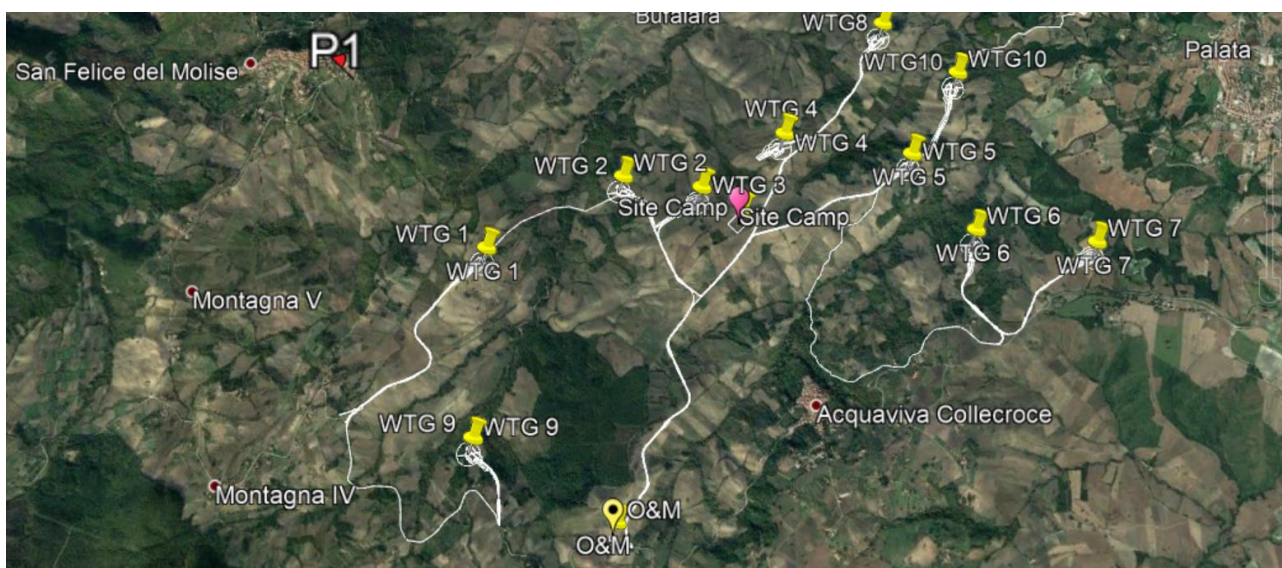 Bufalara
WTG8
P1
San Felice del Molise
WTG10
WTG10
Palata
WTG 4
WTG 4
WTG 5
WTG 5
WTG 2
WTG 2
WTG 3
Site Camp
Site Camp
WTG 6
WTG 6
WTG 7
WTG 7
WTG 1
WTG 1
Montagna V
WTG 9
WTG 9
Acquaviva Collecroce
Montagna IV
O&M
O&M